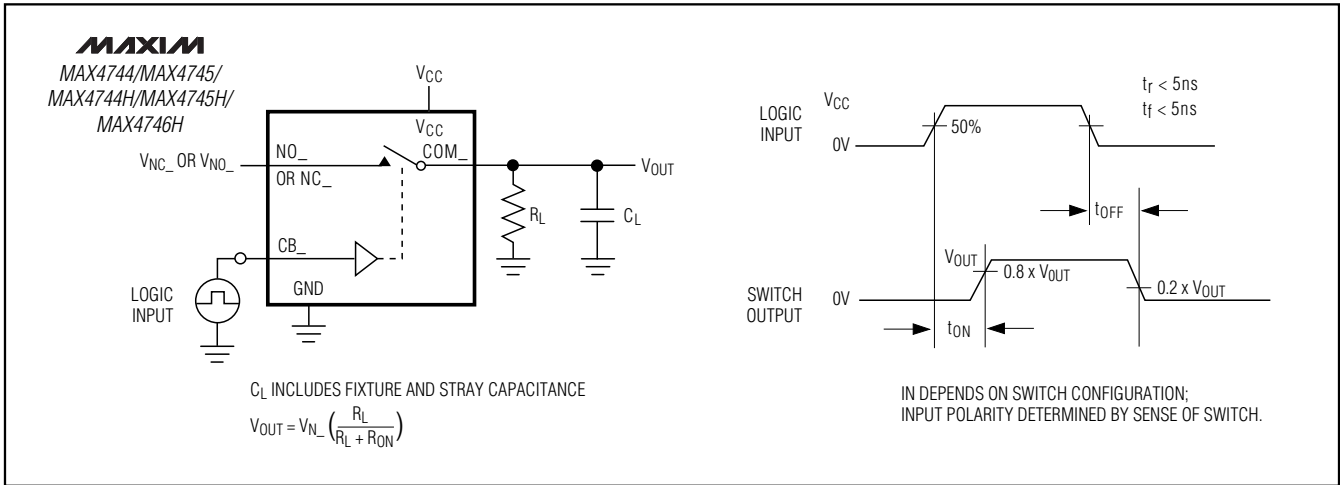 MAXIM
MAX4744/MAX4745/
MAX4744H/MAX4745H/
MAX4746H
VCC
VCC
VNC_ OR VNO_
NO_
OR NC_
COM_
VOUT
RL
CL
CB_
GND
LOGIC
INPUT
CL INCLUDES FIXTURE AND STRAY CAPACITANCE
VOUT = VN_ (RL / RL + RON)
LOGIC
INPUT
VCC
0V
50%
tr < 5ns
tf < 5ns
tOFF
SWITCH
OUTPUT
VOUT
0V
0.8 x VOUT
0.2 x VOUT
tON
IN DEPENDS ON SWITCH CONFIGURATION;
INPUT POLARITY DETERMINED BY SENSE OF SWITCH.